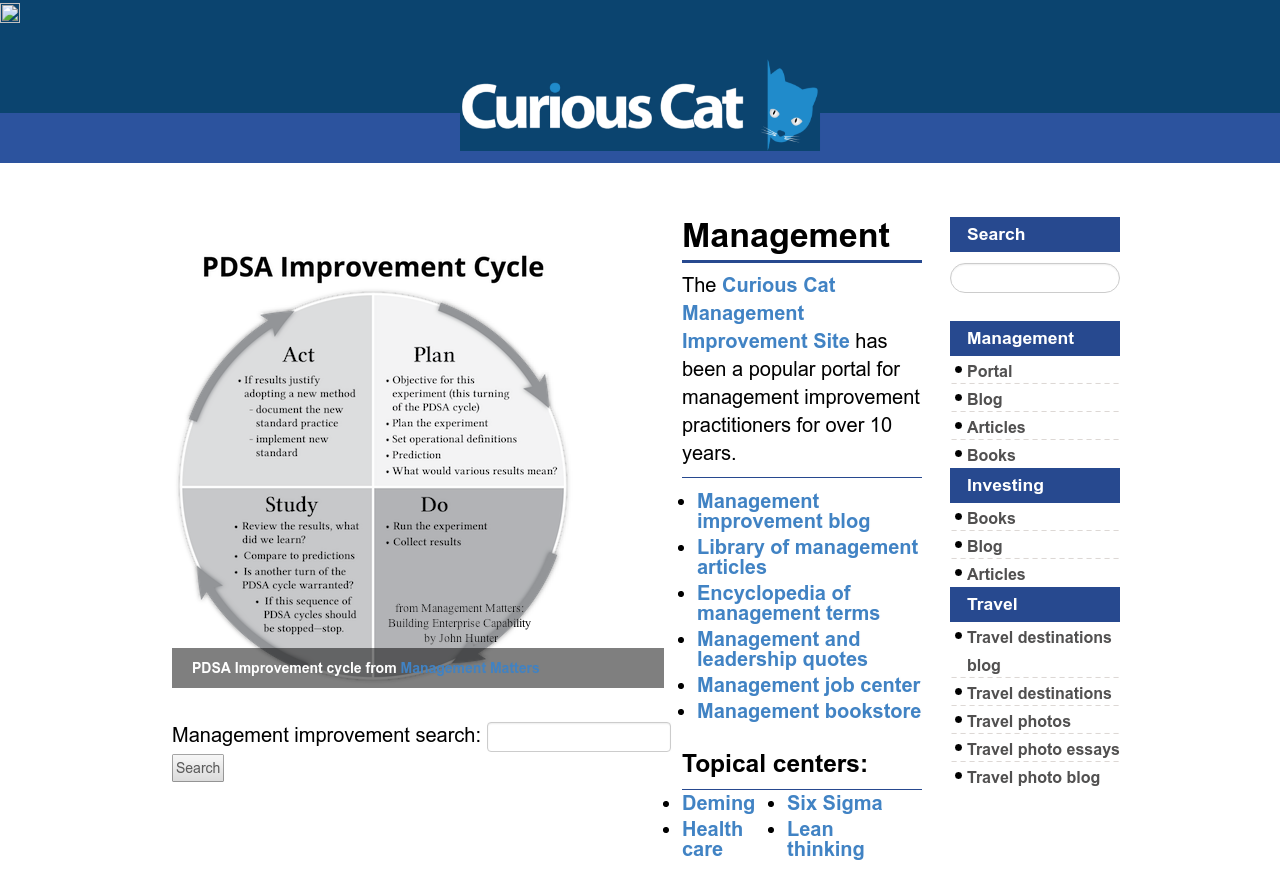 Curious Cat
PDSA Improvement Cycle
Act
• If results justify
adopting a new method
- document the new
standard practice
- implement new
standard
Plan
• Objective for this
experiment (this turning
of the PDSA cycle)
• Plan the experiment
• Set operational definitions
• Prediction
• What would various results mean?
Study
• Review the results, what
did we learn?
• Compare to predictions
• Is another turn of the
PDSA cycle warranted?
• If this sequence of
PDSA cycles should
be stopped—stop.
Do
• Run the experiment
• Collect results
from Management Matters:
Building Enterprise Capability
by John Hunter
PDSA Improvement cycle from Management Matters
Management improvement search:
Search
Management
The Curious Cat
Management
Improvement Site has
been a popular portal for
management improvement
practitioners for over 10
years.
• Management
improvement blog
• Library of management
articles
• Encyclopedia of
management terms
• Management and
leadership quotes
• Management job center
• Management bookstore
Topical centers:
• Deming
• Health
care
• Six Sigma
• Lean
thinking
Search
Management
• Portal
• Blog
• Articles
• Books
Investing
• Books
• Blog
• Articles
Travel
• Travel destinations
blog
• Travel destinations
• Travel photos
• Travel photo essays
• Travel photo blog